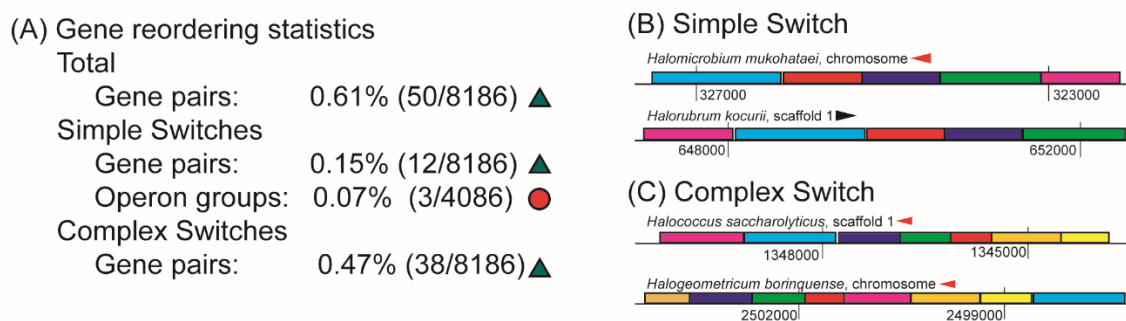 (A) Gene reordering statistics
Total
Gene pairs: 0.61% (50/8186)
Simple Switches
Gene pairs: 0.15% (12/8186)
Operon groups: 0.07% (3/4086)
Complex Switches
Gene pairs: 0.47% (38/8186)
(B) Simple Switch
Halomicrobium mukohataei, chromosome
327000 323000
Halorubrum kocurii, scaffold 1
648000 652000
(C) Complex Switch
Halococcus saccharolyticus, scaffold 1
1348000 1345000
Halogeometricum borinquense, chromosome
2502000 2499000